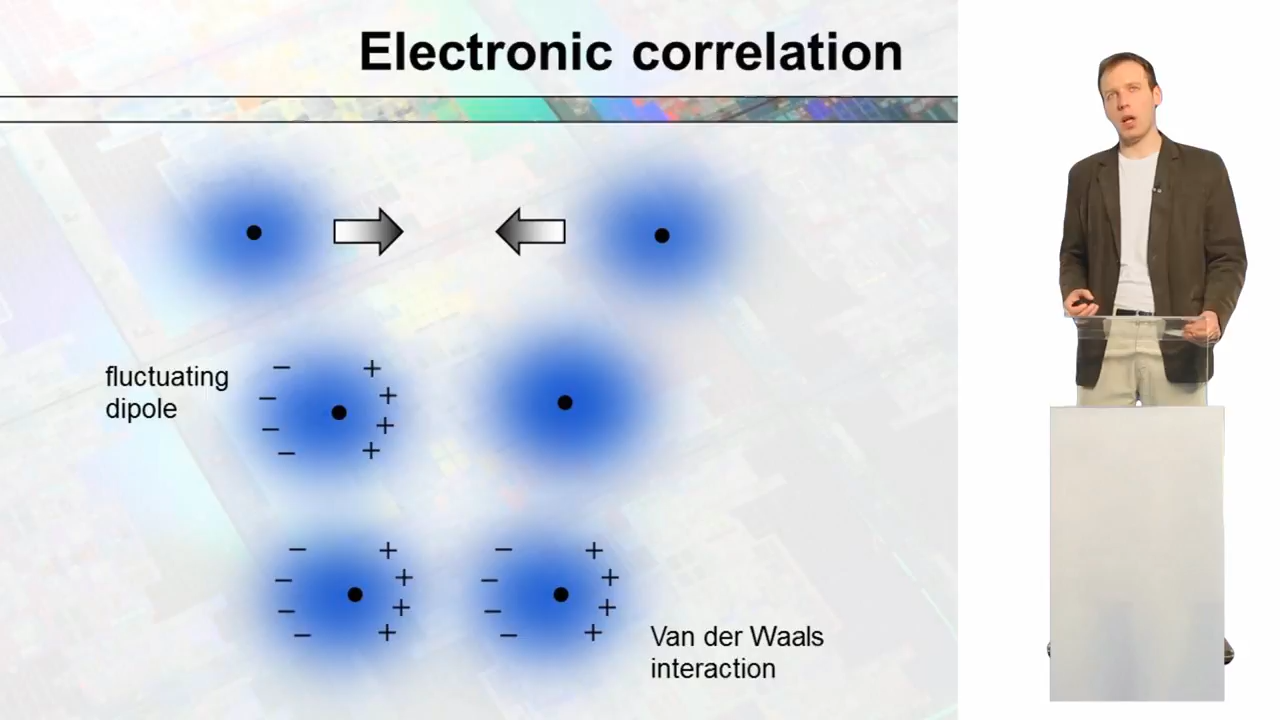 Electronic correlation
fluctuating
dipole
− +
− +
− +
− +
− + − +
− + − +
− + − +
− + − +
Van der Waals
interaction